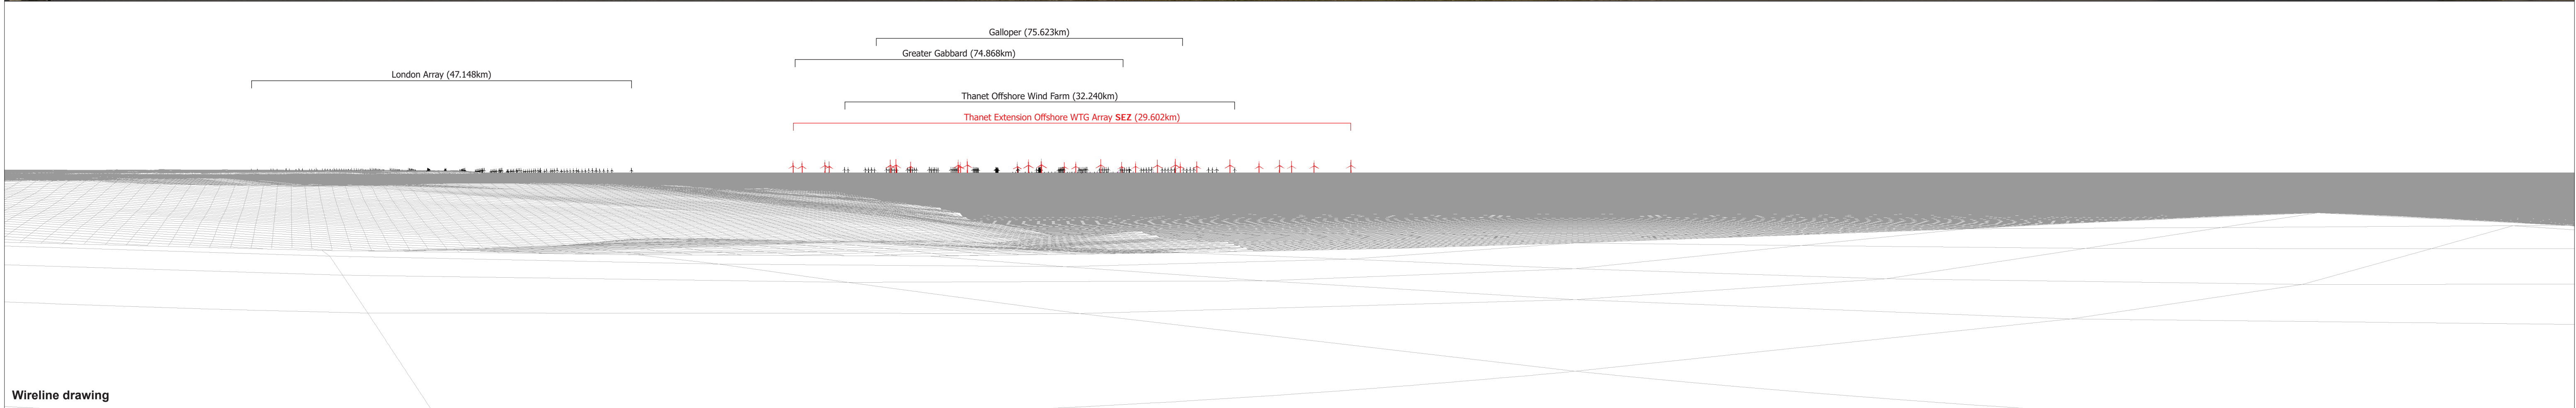 Galloper (75.623km)
Greater Gabbard (74.868km)
London Array (47.148km)
Thanet Offshore Wind Farm (32.240km)
Thanet Extension Offshore WTG Array SEZ (29.602km)
Wireline drawing